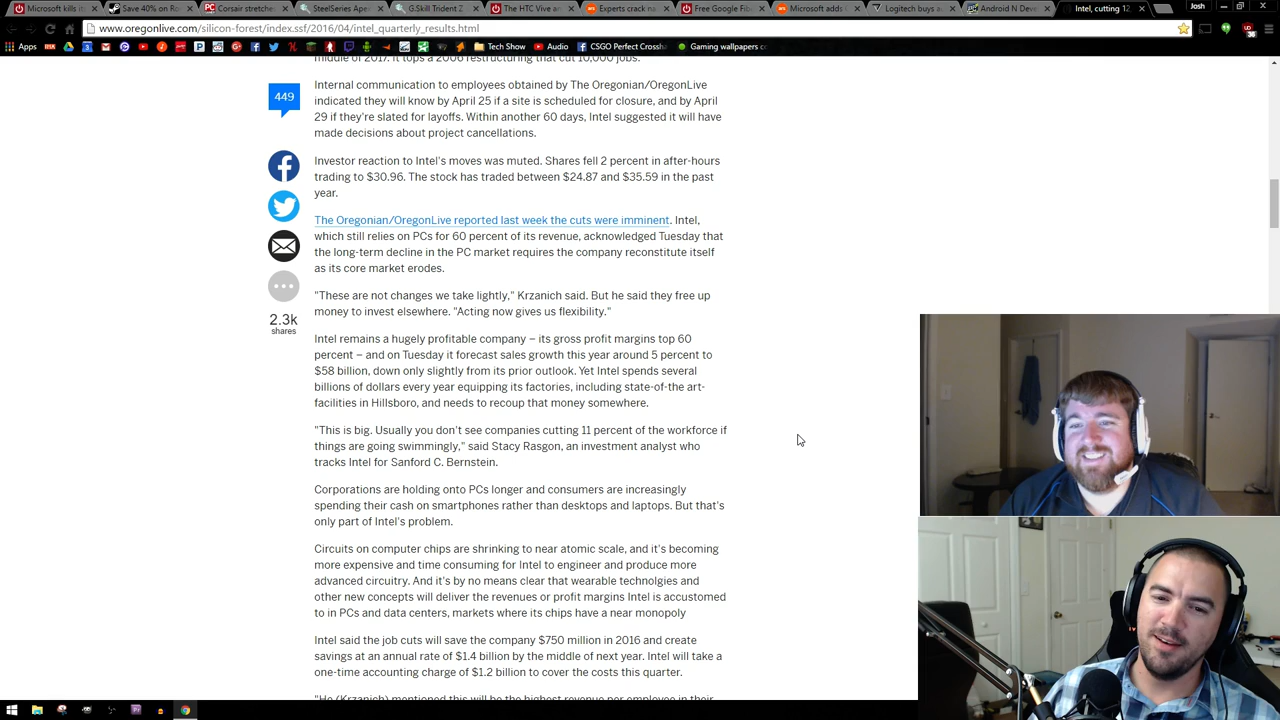 Microsoft kills it
Save 40% on Ro
Corsair stretche
SteelSeries Apei
G.Skill Trident Z
The HTC Vive ar
Experts crack na
Free Google Fib
Microsoft adds
Logitech buys a
Android N Deve
Intel, cutting 12
Josh
www.oregonlive.com/silicon-forest/index.ssf/2016/04/intel_quarterly_results.html
Apps
RSK
Tech Show
Audio
CSGO Perfect Crossh
Gaming wallpapers
middle of 2017. It tops a 2006 restructuring that cut 10,000 jobs.
449
Internal communication to employees obtained by The Oregonian/OregonLive
indicated they will know by April 25 if a site is scheduled for closure, and by April
29 if they're slated for layoffs. Within another 60 days, Intel suggested it will have
made decisions about project cancellations.
Investor reaction to Intel's moves was muted. Shares fell 2 percent in after-hours
trading to $30.96. The stock has traded between $24.87 and $35.59 in the past
year.
The Oregonian/OregonLive reported last week the cuts were imminent. Intel,
which still relies on PCs for 60 percent of its revenue, acknowledged Tuesday that
the long-term decline in the PC market requires the company reconstitute itself
as its core market erodes.
"These are not changes we take lightly," Krzanich said. But he said they free up
money to invest elsewhere. "Acting now gives us flexibility."
2.3k
shares
Intel remains a hugely profitable company – its gross profit margins top 60
percent – and on Tuesday it forecast sales growth this year around 5 percent to
$58 billion, down only slightly from its prior outlook. Yet Intel spends several
billions of dollars every year equipping its factories, including state-of-the art-
facilities in Hillsboro, and needs to recoup that money somewhere.
"This is big. Usually you don't see companies cutting 11 percent of the workforce if
things are going swimmingly," said Stacy Rasgon, an investment analyst who
tracks Intel for Sanford C. Bernstein.
Corporations are holding onto PCs longer and consumers are increasingly
spending their cash on smartphones rather than desktops and laptops. But that's
only part of Intel's problem.
Circuits on computer chips are shrinking to near atomic scale, and it's becoming
more expensive and time consuming for Intel to engineer and produce more
advanced circuitry. And it's by no means clear that wearable technolgies and
other new concepts will deliver the revenues or profit margins Intel is accustomed
to in PCs and data centers, markets where its chips have a near monopoly
Intel said the job cuts will save the company $750 million in 2016 and create
savings at an annual rate of $1.4 billion by the middle of next year. Intel will take a
one-time accounting charge of $1.2 billion to cover the costs this quarter.
"He (Krzanich) mentioned this will be the highest revenue per employee in their